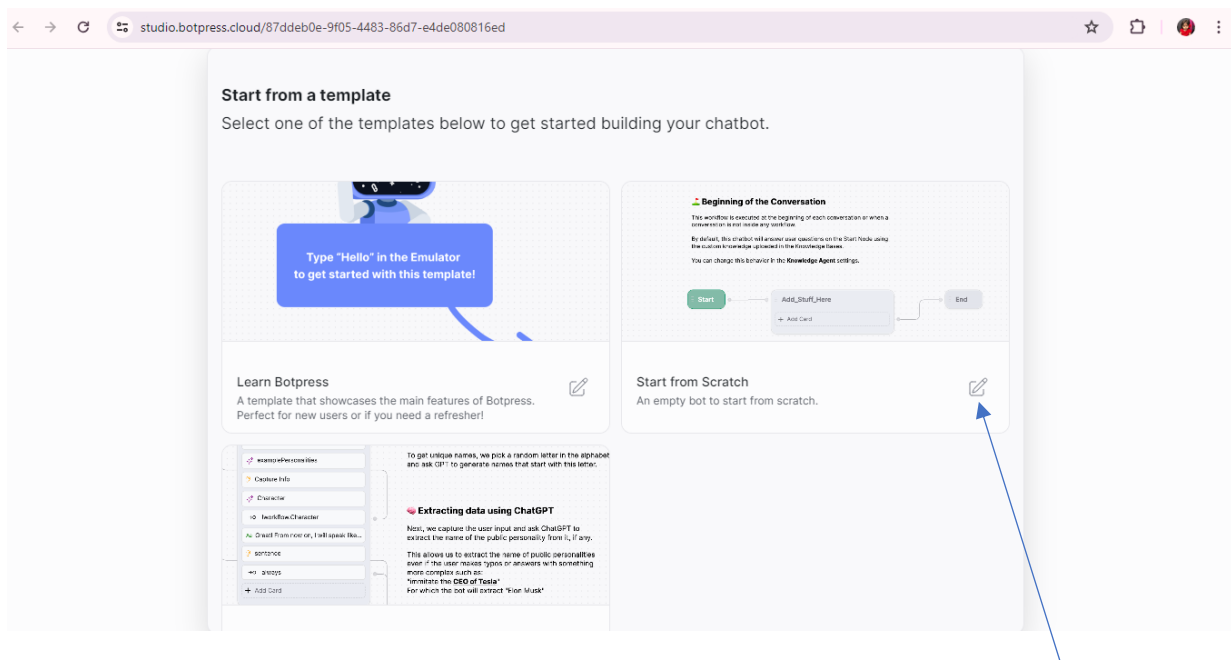 studio.botpress.cloud/87ddeb0e-9f05-4483-86d7-e4de080816ed
Start from a template
Select one of the templates below to get started building your chatbot.
Type "Hello" in the Emulator
to get started with this template!
Learn Botpress
A template that showcases the main features of Botpress.
Perfect for new users or if you need a refresher!
Beginning of the Conversation
This workflow is executed at the beginning of each conversation or when a
conversation is not inside any workflow.
By default, this chatbot will answer user questions on the Start Node using
the custom knowledge uploaded in the Knowledge Bases.
You can change this behavior in the Knowledge Agent settings.
Start
Add_Stuff_Here
+ Add Card
End
Start from Scratch
An empty bot to start from scratch.
examplePersonalities
Capture Info
Character
!workflow.Character
Great! From now on, I will speak like...
sentence
always
+ Add Card
To get unique names, we pick a random letter in the alphabet
and ask GPT to generate names that start with this letter.
Extracting data using ChatGPT
Next, we capture the user input and ask ChatGPT to
extract the name of the public personality from it, if any.
This allows us to extract the name of public personalities
even if the user makes typos or answers with something
more complex such as:
"immitate the CEO of Tesla"
For which the bot will extract "Elon Musk"